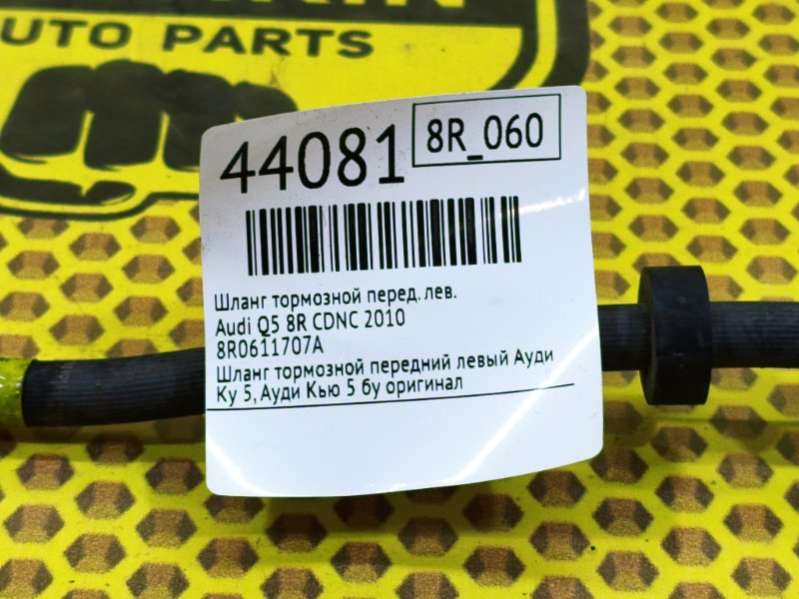 AUTO PARTS
44081
8R_060
Шланг тормозной перед. лев.
Audi Q5 8R CDNC 2010
8R0611707A
Шланг тормозной передний левый Ауди
Ку 5, Ауди Кью 5 бу оригинал